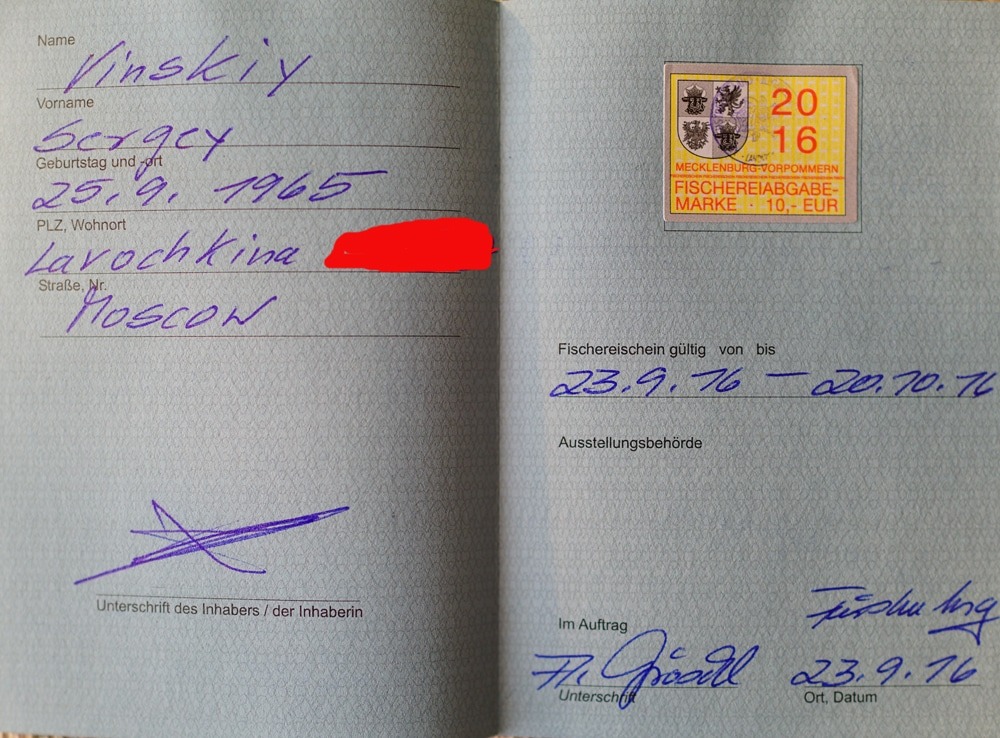 Name
Vinskiy
Vorname
Sergey
Geburtstag und -ort
25.9.1965
PLZ, Wohnort
Lavochkina
Straße, Nr.
Moscow
Unterschrift des Inhabers / der Inhaberin
20
16
MECKLENBURG-VORPOMMERN
FISCHEREIABGABE-
MARKE · 10,- EUR
Fischereischein gültig von bis
23.9.16 - 20.10.16
Ausstellungsbehörde
Im Auftrag
23.9.16
Unterschrift
Ort, Datum